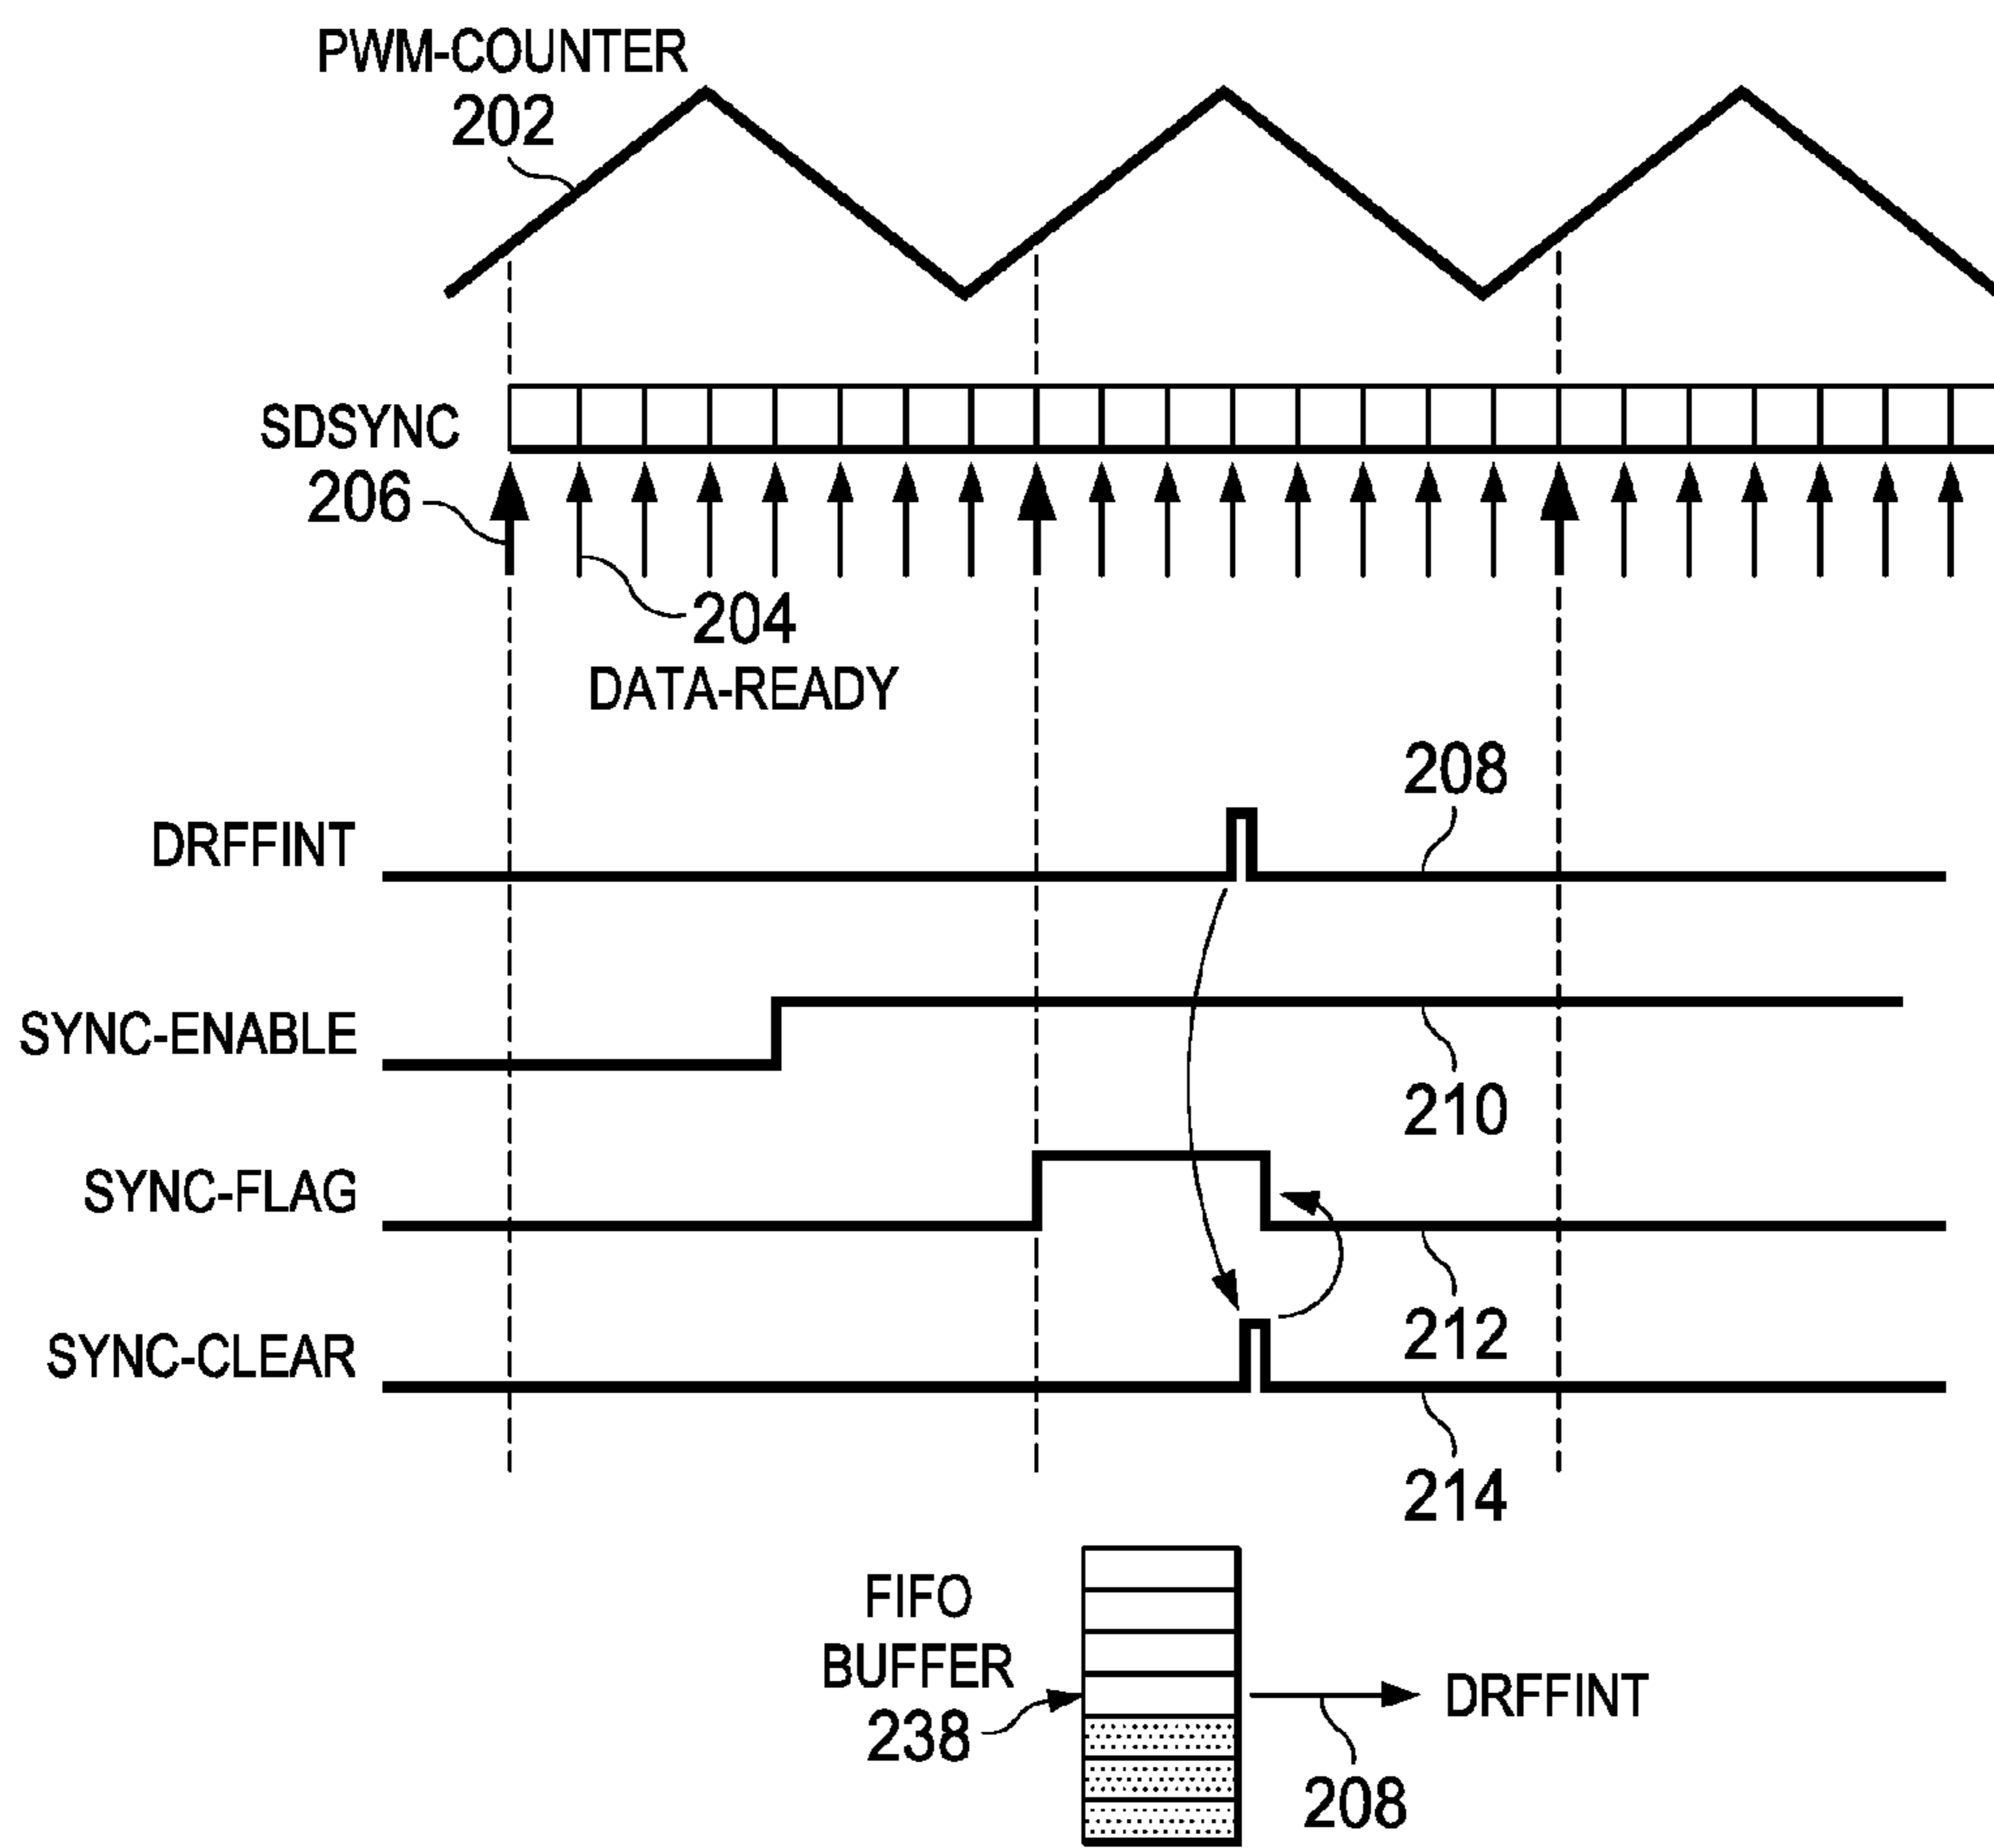 PWM-COUNTER
202
SDSYNC
206
204
DATA-READY
208
DRFFINT
SYNC-ENABLE
210
SYNC-FLAG
212
SYNC-CLEAR
214
FIFO
BUFFER
238
DRFFINT
208